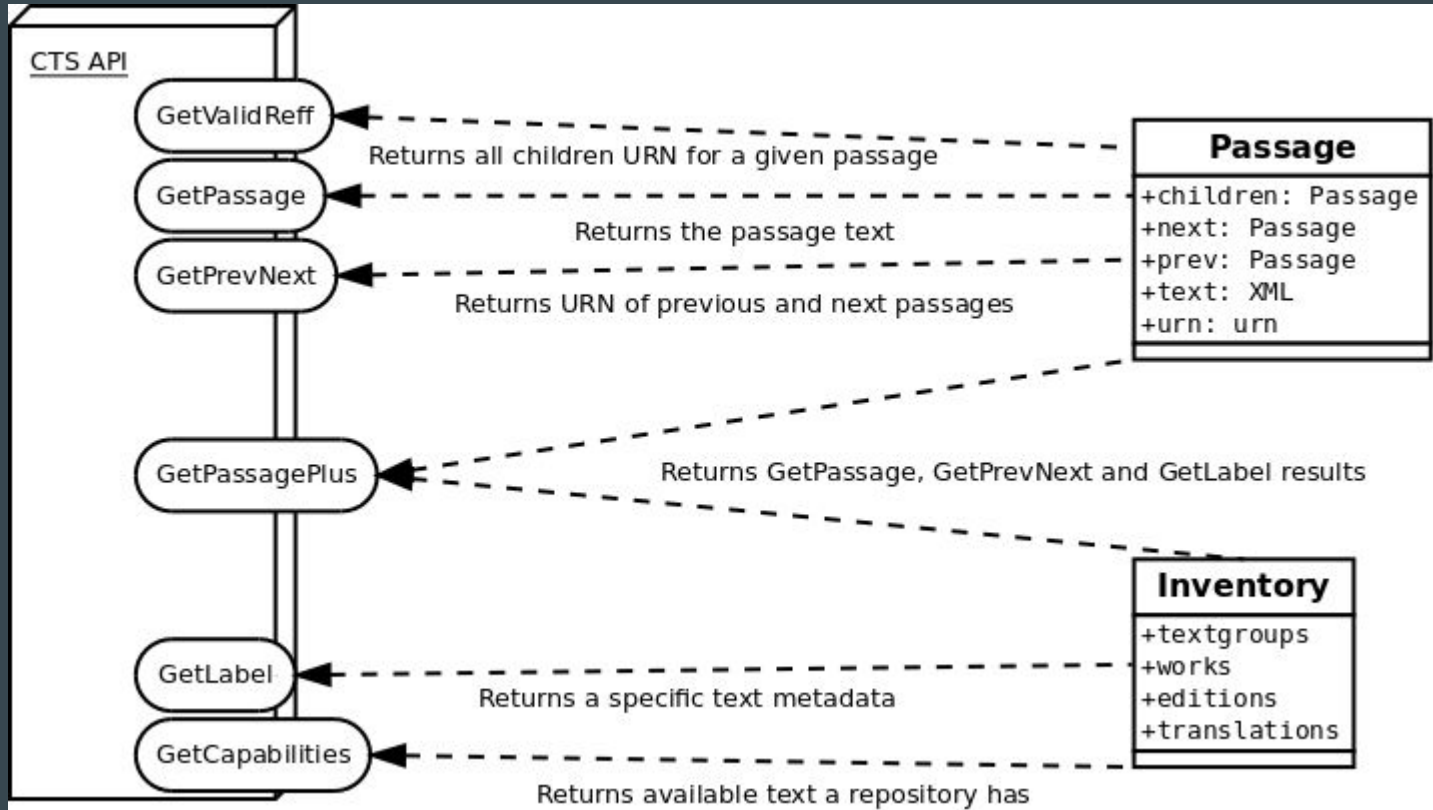 CTS API
GetValidReff
Returns all children URN for a given passage
GetPassage
Returns the passage text
GetPrevNext
Returns URN of previous and next passages
Passage
+children: Passage
+next: Passage
+prev: Passage
+text: XML
+urn: urn
GetPassagePlus
Returns GetPassage, GetPrevNext and GetLabel results
Inventory
+textgroups
+works
+editions
+translations
GetLabel
Returns a specific text metadata
GetCapabilities
Returns available text a repository has